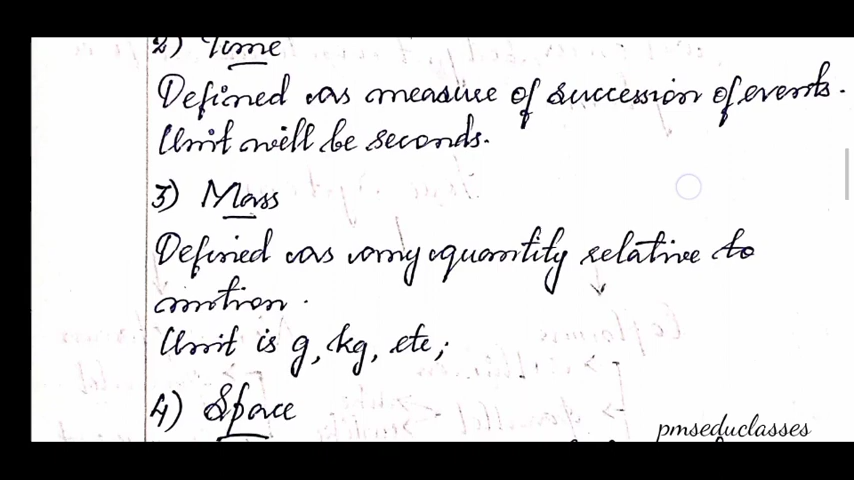 2) Time
Defined as measure of succession of events.
Unit will be seconds.
3) Mass
Defined as any quantity relative to
motion.
Unit is g, kg, etc;
4) Space
pmseduclasses